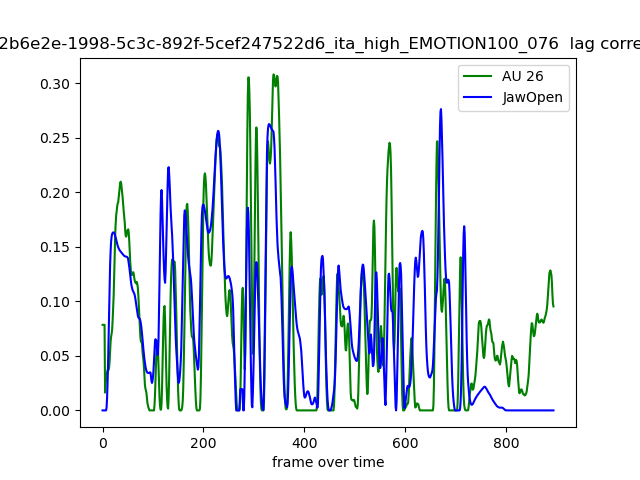 2b6e2e-1998-5c3c-892f-5cef247522d6_ita_high_EMOTION100_076 lag corre
AU 26
JawOpen
0.30
0.25
0.20
0.15
0.10
0.05
0.00
0 200 400 600 800
frame over time